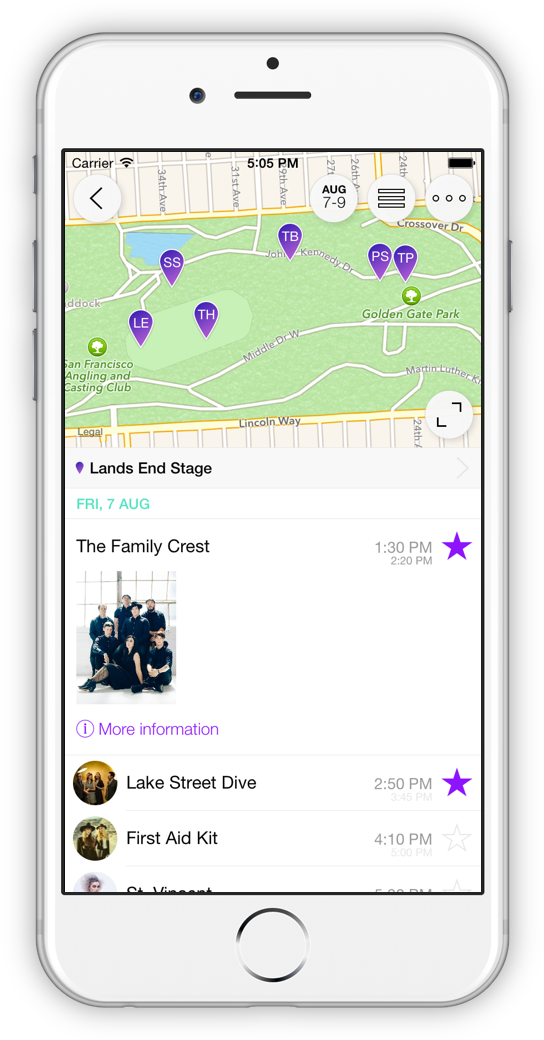 Carrier 5:05 PM
34th Ave
31st Ave
29th Ave
27t
26th Ave
24th
AUG
7-9
Crossover Dr
TB
John F Kennedy Dr
SS
PS
TP
addock
Golden Gate Park
LE
TH
Middle Dr W
San Francisco
Angling and
Casting Club
Martin Luther Ki
Legal
Lincoln Way
24th A
Lands End Stage
FRI, 7 AUG
The Family Crest
1:30 PM
2:20 PM
More information
Lake Street Dive
2:50 PM
3:45 PM
First Aid Kit
4:10 PM
5:00 PM
St. Vincent